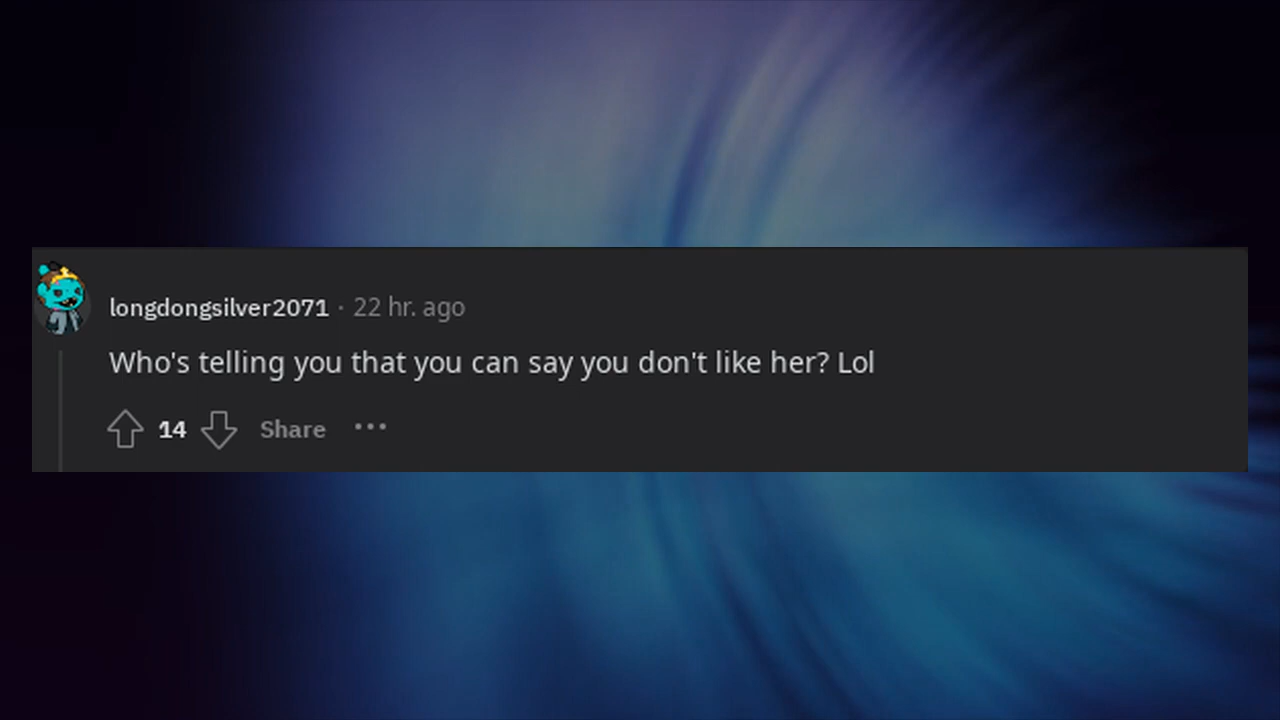 longdongsilver2071 · 22 hr. ago
Who's telling you that you can say you don't like her? Lol
14 Share ...